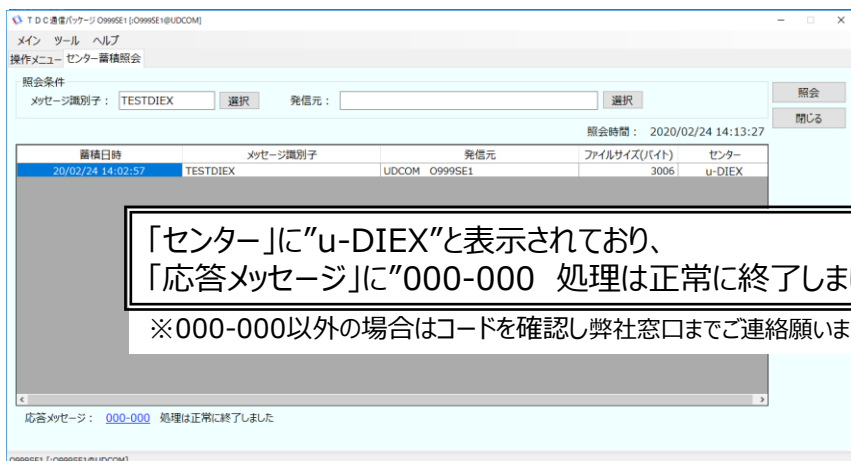 TDC通信パッケージ O999SE1 [:O999SE1@UDCOM]
メイン ツール ヘルプ
操作メニュー センター蓄積照会
照会条件
メッセージ識別子： TESTDIEX 選択 発信元： 選択 照会
閉じる
照会時間： 2020/02/24 14:13:27
蓄積日時 メッセージ識別子 発信元 ファイルサイズ(バイト) センター
20/02/24 14:02:57 TESTDIEX UDCOM O999SE1 3006 u-DIEX
「センター」に”u-DIEX”と表示されており、
「応答メッセージ」に”000-000 処理は正常に終了しま
※000-000以外の場合はコードを確認し弊社窓口までご連絡願いま
応答メッセージ： 000-000 処理は正常に終了しました
O999SE1 [:O999SE1@UDCOM]